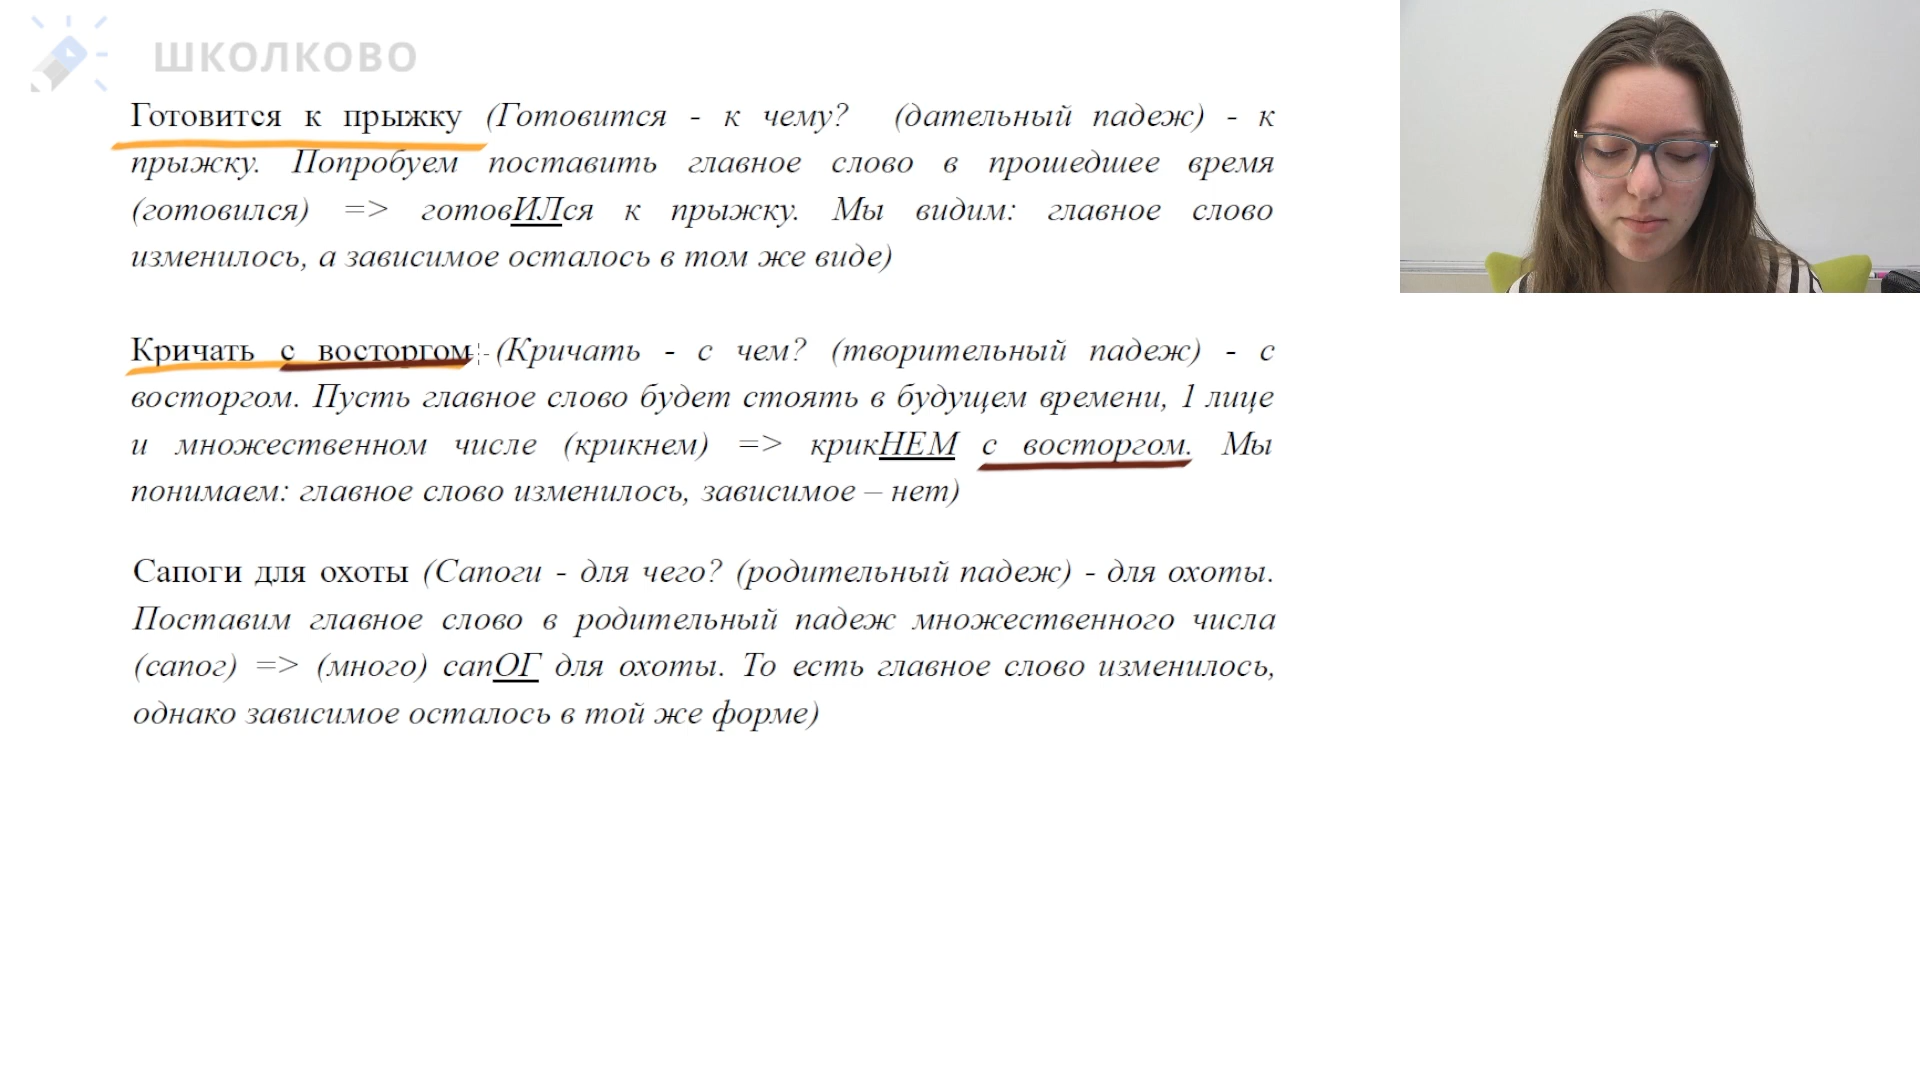 ШКОЛКОВО
Готовится к прыжку (Готовится - к чему? (дательный падеж) - к
прыжку. Попробуем поставить главное слово в прошедшее время
(готовился) => готовИЛся к прыжку. Мы видим: главное слово
изменилось, а зависимое осталось в том же виде)
Кричать с восторгом (Кричать - с чем? (творительный падеж) - с
восторгом. Пусть главное слово будет стоять в будущем времени, 1 лице
и множественном числе (крикнем) => крикНЕМ с восторгом. Мы
понимаем: главное слово изменилось, зависимое – нет)
Сапоги для охоты (Сапоги - для чего? (родительный падеж) - для охоты.
Поставим главное слово в родительный падеж множественного числа
(сапог) => (много) сапОГ для охоты. То есть главное слово изменилось,
однако зависимое осталось в той же форме)